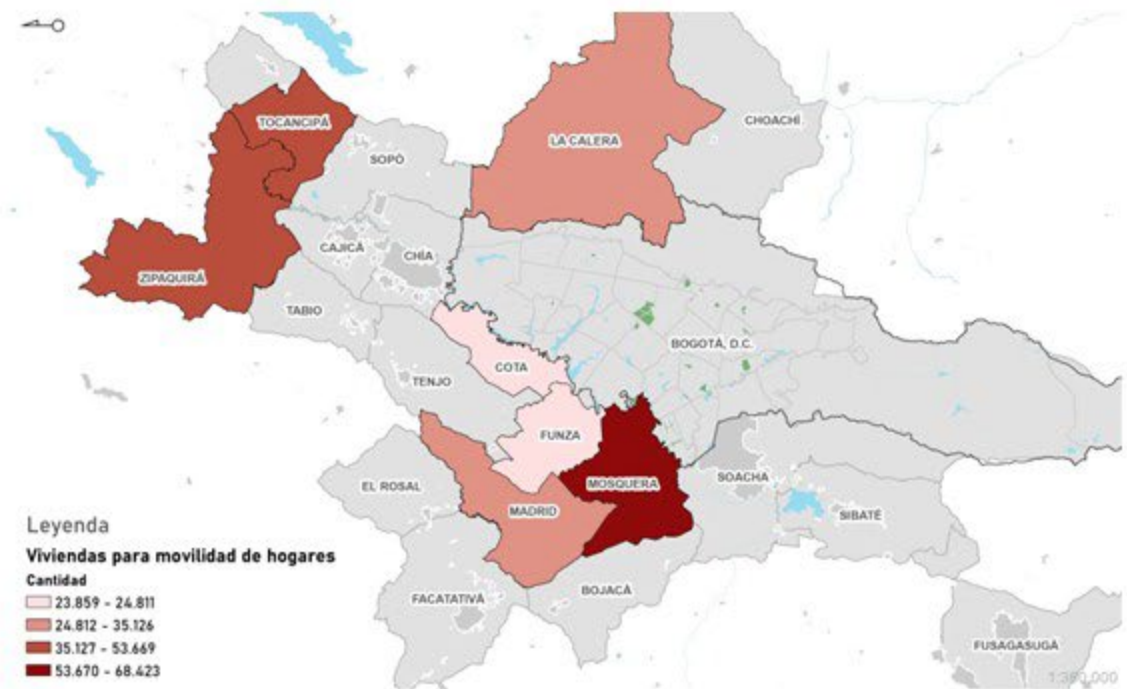 TOCANCIPÁ
CHOACHÍ
LA CALERA
SOPÓ
CAJICÁ
CHÍA
ZIPAQUIRÁ
TABIO
BOGOTÁ, D.C.
COTA
TENJO
FUNZA
SOACHA
MOSQUERA
EL ROSAL
MADRID
SIBATÉ
BOJACÁ
FACATATIVÁ
FUSAGASUGÁ
Leyenda
Viviendas para movilidad de hogares
Cantidad
23.859 - 24.811
24.812 - 35.126
35.127 - 53.669
53.670 - 68.423